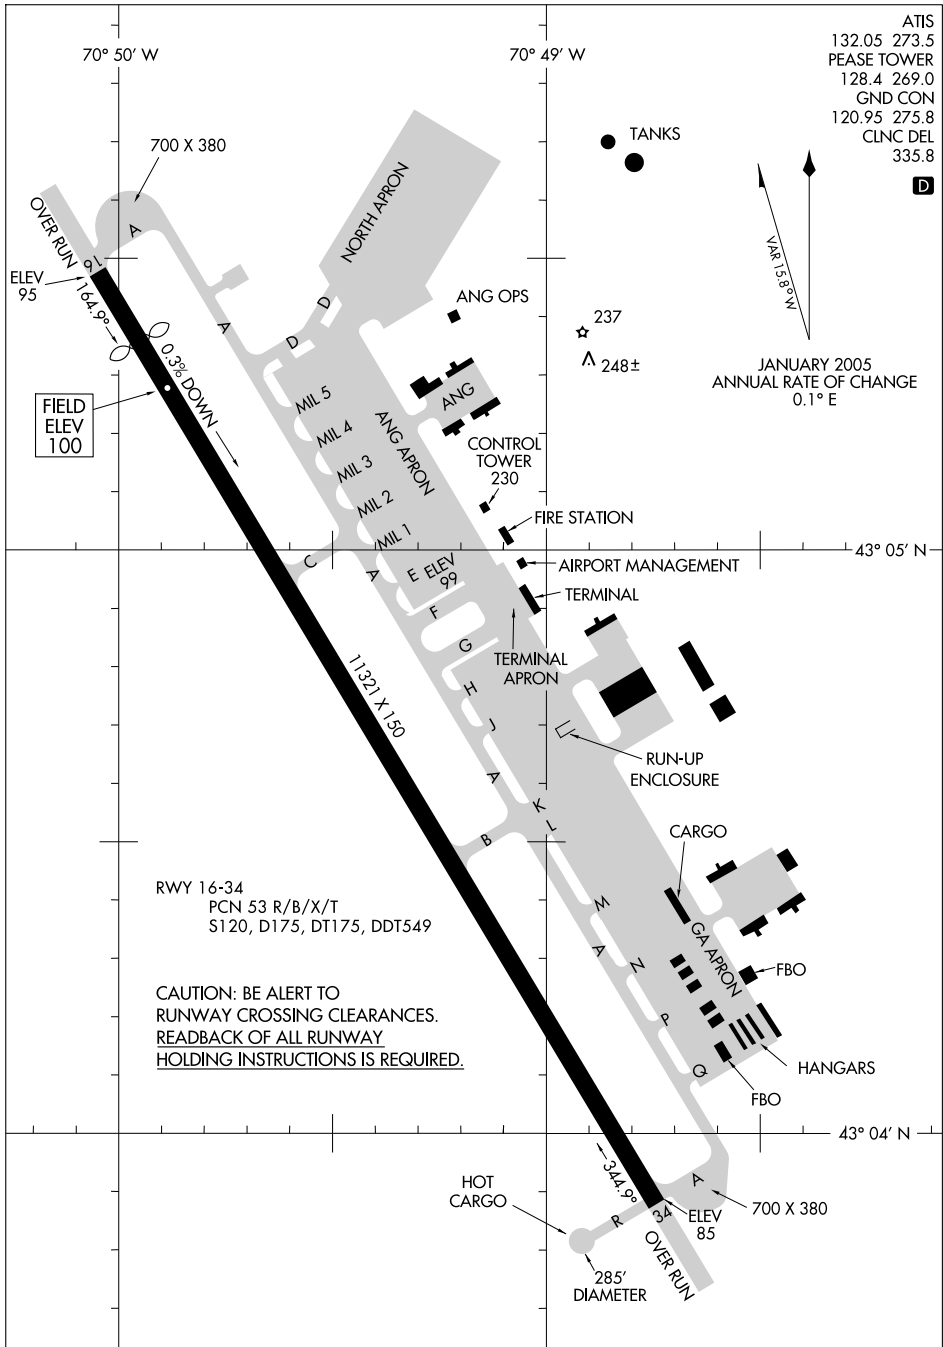 ATIS
132.05 273.5
PEASE TOWER
128.4 269.0
GND CON
120.95 275.8
CLNC DEL
335.8
D
70° 50' W
70° 49' W
700 X 380
TANKS
NORTH APRON
A
OVER RUN
16
ELEV
95
164.9°
VAR 15.8° W
D
ANG OPS
237
A
D
0.3% DOWN
248±
JANUARY 2005
ANNUAL RATE OF CHANGE
0.1° E
FIELD
ELEV
100
MIL 5
ANG
MIL 4
ANG APRON
CONTROL
TOWER
230
MIL 3
MIL 2
FIRE STATION
MIL 1
43° 05' N
C
A
E
ELEV
99
AIRPORT MANAGEMENT
TERMINAL
F
G
TERMINAL
APRON
H
11321 X 150
J
RUN-UP
ENCLOSURE
A
K
L
B
CARGO
RWY 16-34
PCN 53 R/B/X/T
S120, D175, DT175, DDT549
M
A
GA APRON
N
FBO
CAUTION: BE ALERT TO
RUNWAY CROSSING CLEARANCES.
READBACK OF ALL RUNWAY
HOLDING INSTRUCTIONS IS REQUIRED.
P
Q
HANGARS
FBO
43° 04' N
344.9°
HOT
CARGO
A
700 X 380
R
34
ELEV
85
OVER RUN
285'
DIAMETER